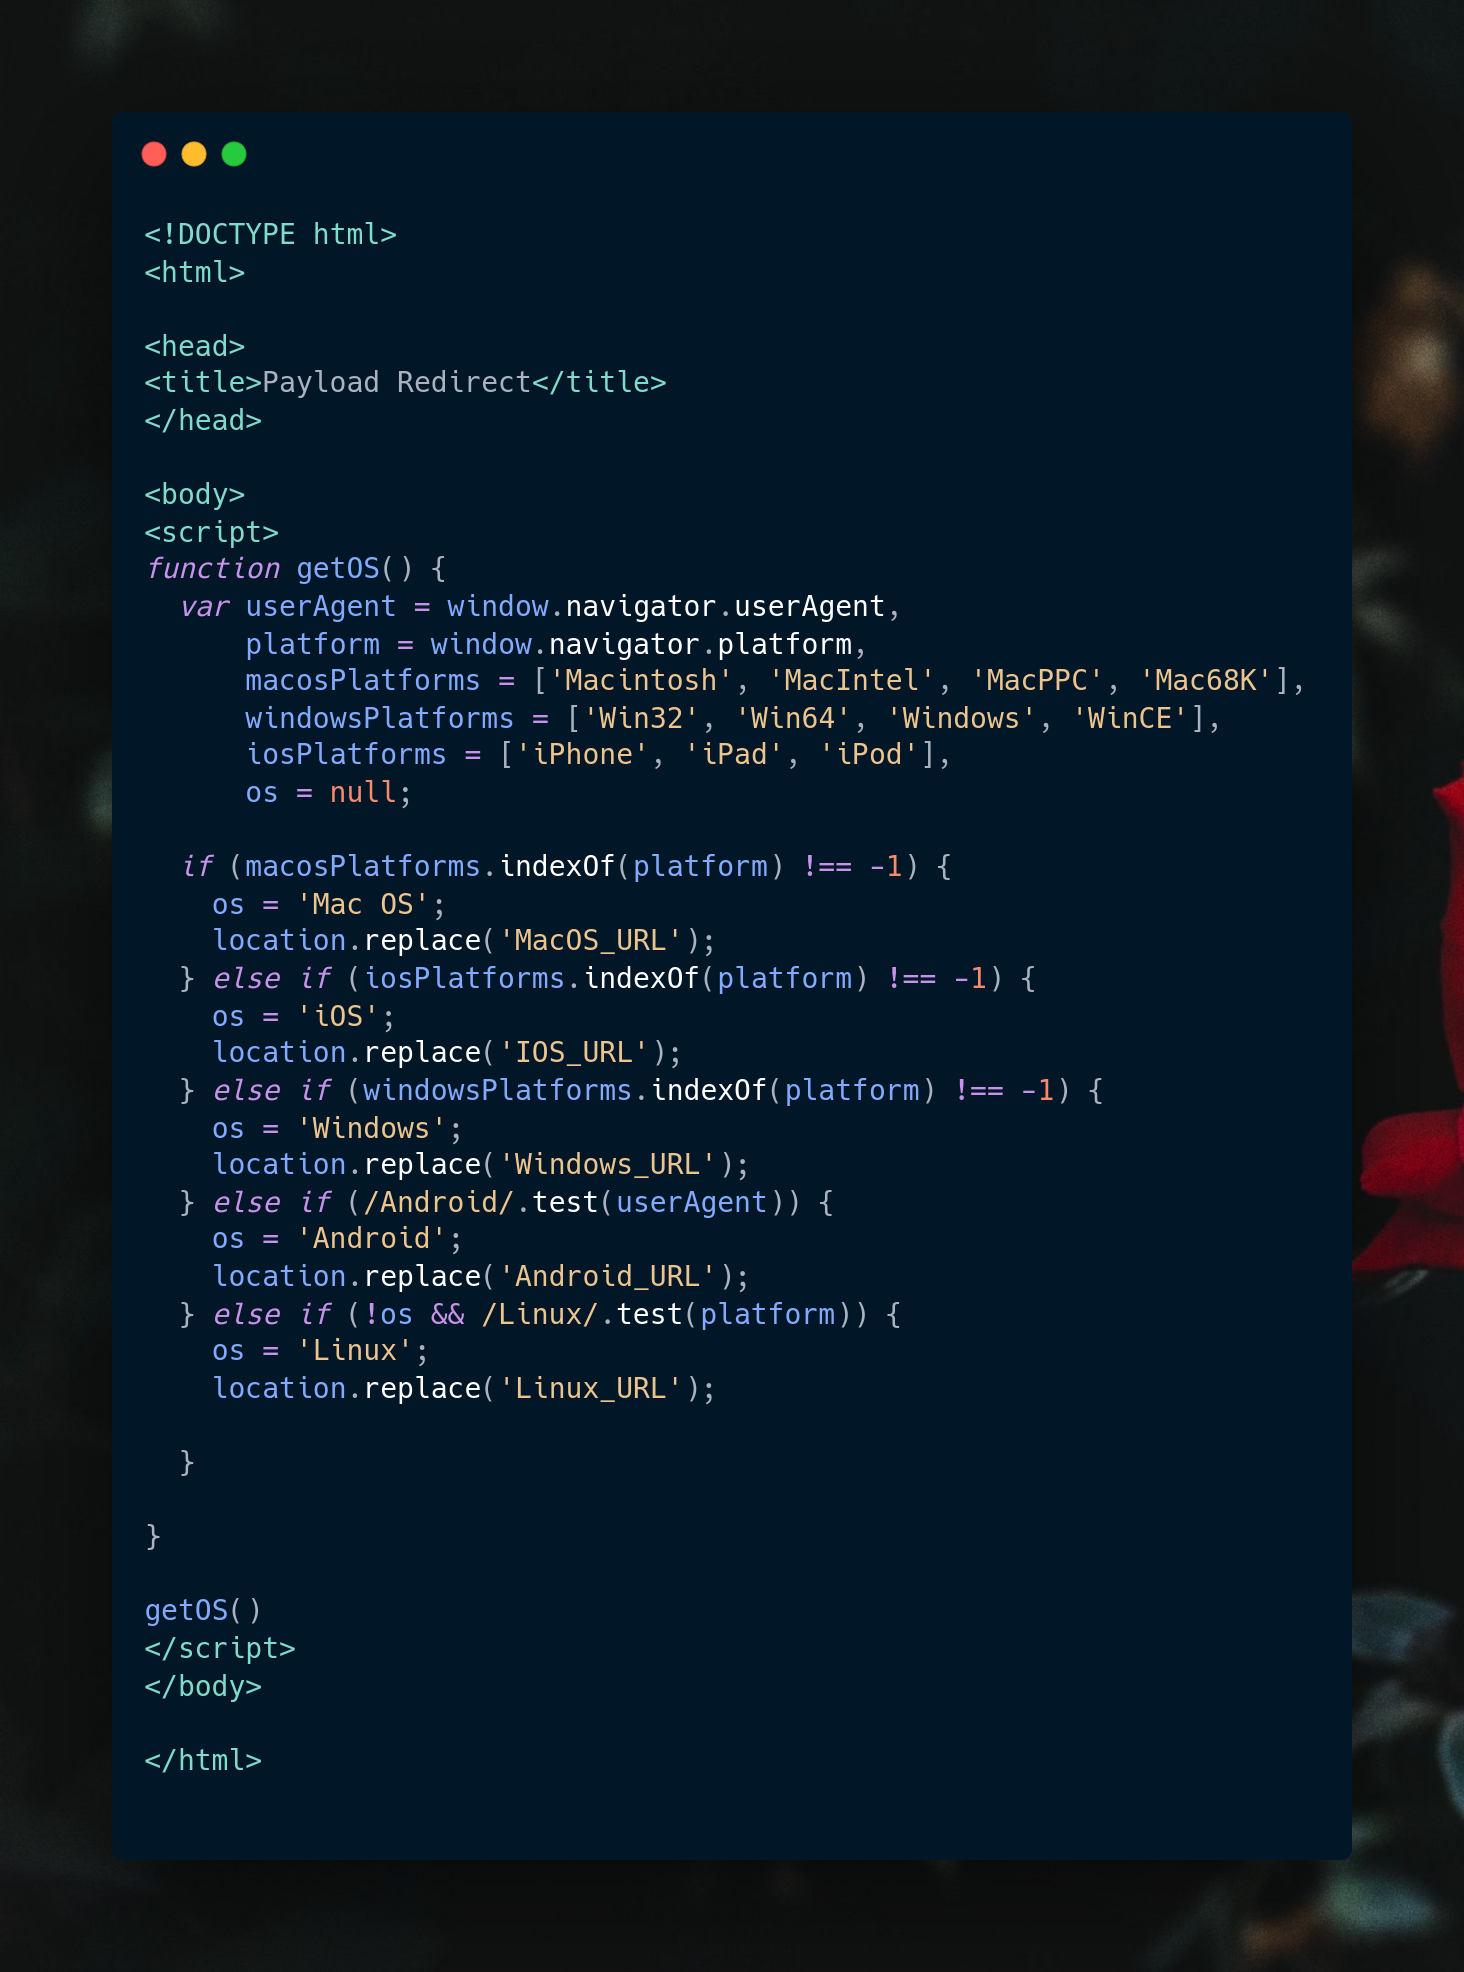 <!DOCTYPE html>
<html>
<head>
<title>Payload Redirect</title>
</head>
<body>
<script>
function getOS() {
  var userAgent = window.navigator.userAgent,
      platform = window.navigator.platform,
      macosPlatforms = ['Macintosh', 'MacIntel', 'MacPPC', 'Mac68K'],
      windowsPlatforms = ['Win32', 'Win64', 'Windows', 'WinCE'],
      iosPlatforms = ['iPhone', 'iPad', 'iPod'],
      os = null;
  if (macosPlatforms.indexOf(platform) !== -1) {
    os = 'Mac OS';
    location.replace('MacOS_URL');
  } else if (iosPlatforms.indexOf(platform) !== -1) {
    os = 'iOS';
    location.replace('IOS_URL');
  } else if (windowsPlatforms.indexOf(platform) !== -1) {
    os = 'Windows';
    location.replace('Windows_URL');
  } else if (/Android/.test(userAgent)) {
    os = 'Android';
    location.replace('Android_URL');
  } else if (!os && /Linux/.test(platform)) {
    os = 'Linux';
    location.replace('Linux_URL');
  }
}
getOS()
</script>
</body>
</html>